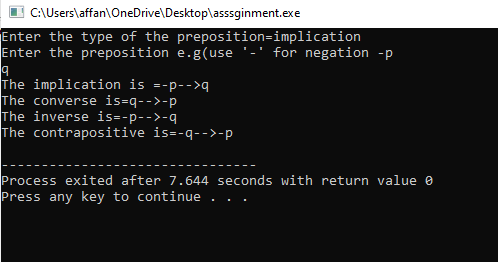 C:\Users\affan\OneDrive\Desktop\asssginment.exe
Enter the type of the preposition=implication
Enter the preposition e.g(use '-' for negation -p
q
The implication is =-p-->q
The converse is=q-->-p
The inverse is=-p-->-q
The contrapositive is=-q-->-p
--------------------------------
Process exited after 7.644 seconds with return value 0
Press any key to continue . . .